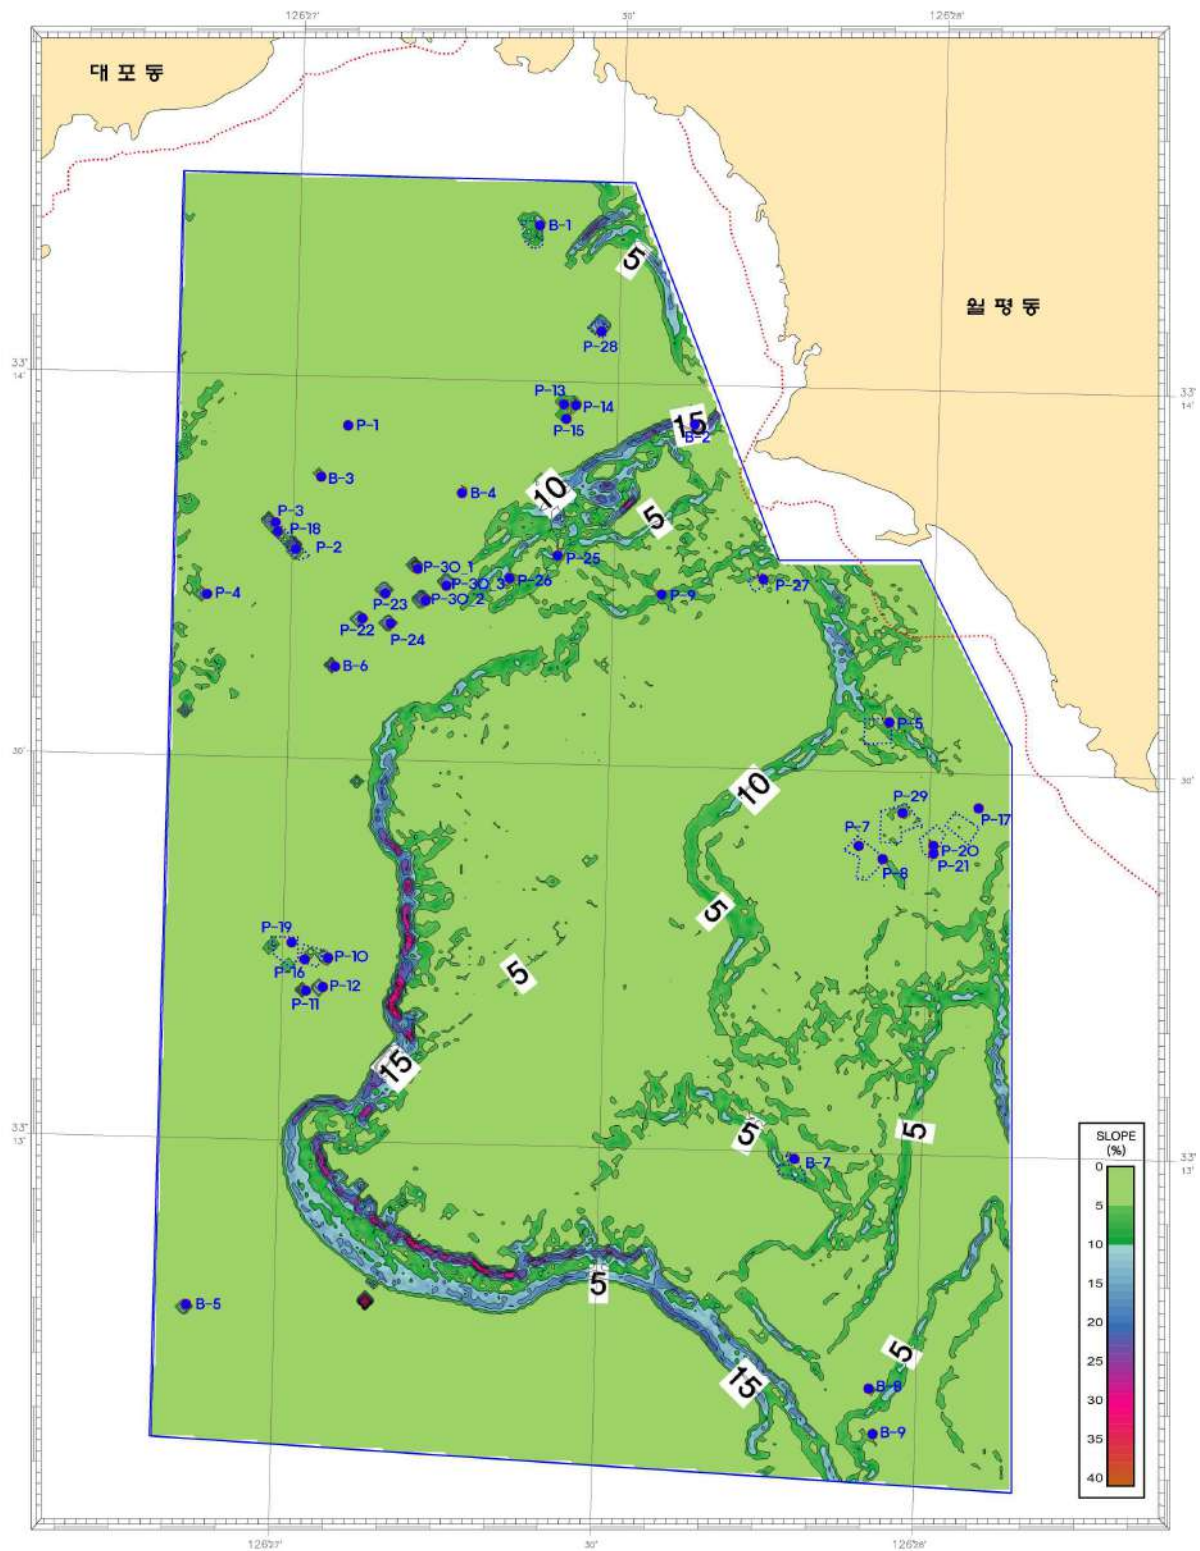 126°27'
30'
126°28'
대포동
월평동
B-1
5
P-28
33°
14'
33°
14'
P-13
P-14
P-15
P-1
15
B-2
B-3
B-4
10
5
P-3
P-18
P-2
P-25
P-30_1
P-30_3
P-26
P-27
P-4
P-23
P-30_2
P-9
P-22
P-24
B-6
P-5
30'
30'
10
P-29
P-17
P-7
P-20
P-8
P-21
5
P-19
P-10
P-16
5
P-12
P-11
15
33°
13'
5
5
B-7
33°
13'
SLOPE
(%)
0
5
10
15
20
25
30
35
40
5
B-5
5
15
B-8
B-9
126°27'
30'
126°28'